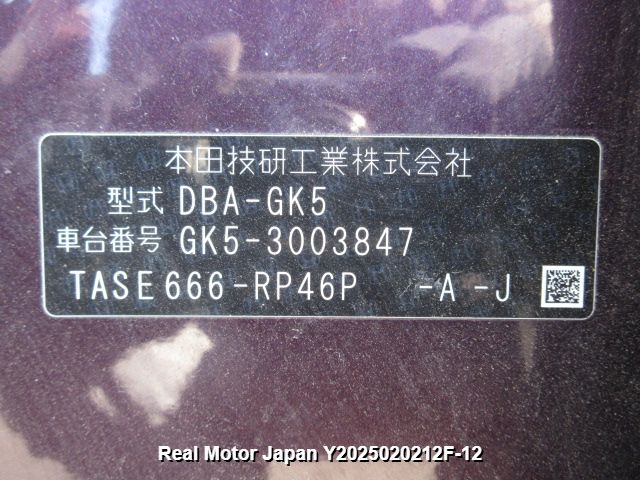 本田技研工業株式会社
型式 DBA-GK5
車台番号 GK5-3003847
TASE666-RP46P -A -J
Real Motor Japan Y2025020212F-12